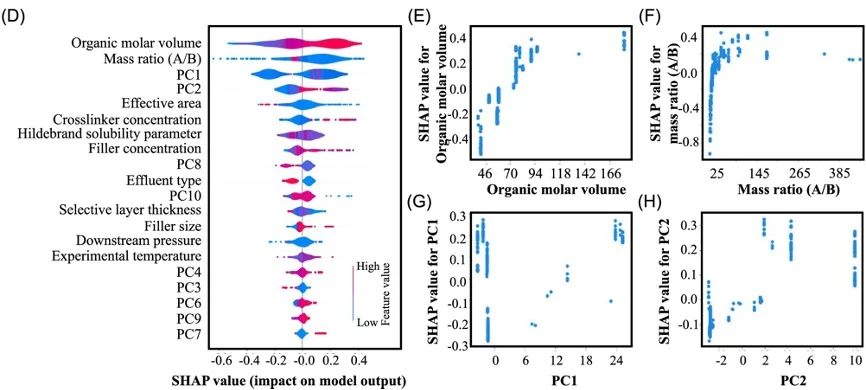 (D)
Organic molar volume
Mass ratio (A/B)
PC1
PC2
Effective area
Crosslinker concentration
Hildebrand solubility parameter
Filler concentration
PC8
Effluent type
PC10
Selective layer thickness
Filler size
Downstream pressure
Experimental temperature
PC4
PC3
PC6
PC9
PC7
High
Feature value
Low
-0.6 -0.4 -0.2 -0.0 0.2 0.4
SHAP value (impact on model output)
(E)
SHAP value for
Organic molar volume
0.4
0.2
-0.0
-0.2
-0.4
46 70 94 118 142 166
Organic molar volume
(F)
SHAP value for
mass ratio (A/B)
0.4
-0.0
-0.4
-0.8
25 145 265 385
Mass ratio (A/B)
(G)
SHAP value for PC1
0.3
0.2
0.1
0.0
-0.1
-0.2
-0.3
0 6 12 18 24
PC1
(H)
SHAP value for PC2
0.3
0.2
0.1
0.0
-0.1
-2 0 2 4 6 8 10
PC2